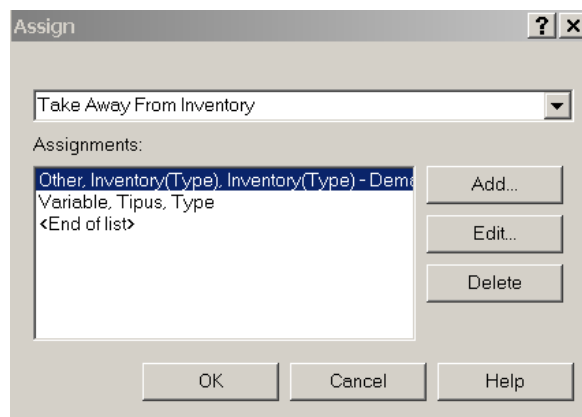 Assign
Take Away From Inventory
Assignments:
Other, Inventory(Type), Inventory(Type) - Dema
Variable, Tipus, Type
<End of list>
Add...
Edit...
Delete
OK Cancel Help